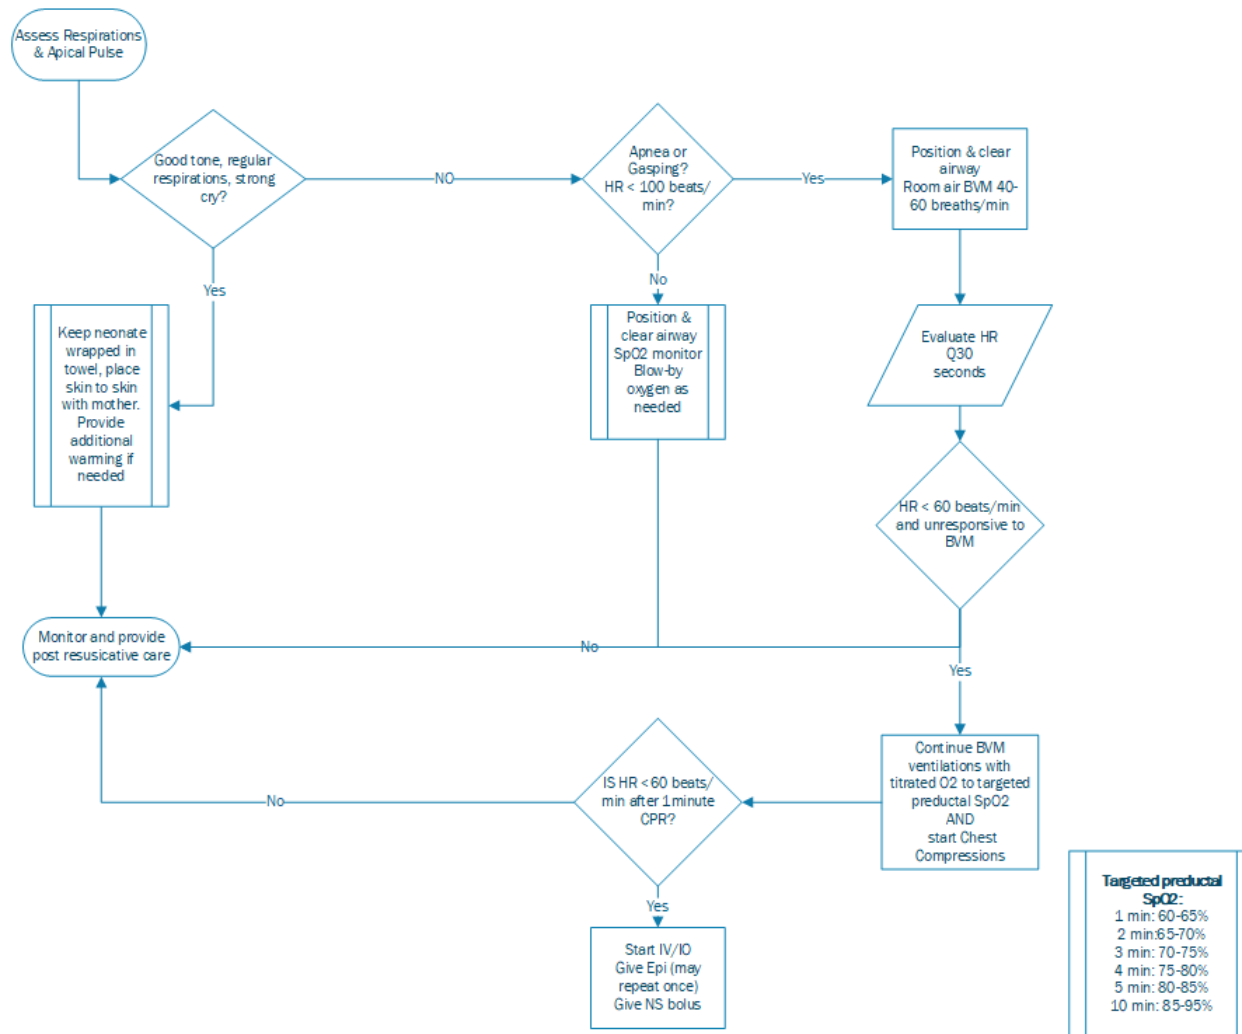 Assess Respirations
& Apical Pulse
Good tone, regular
respirations, strong
cry?
NO
Apnea or
Gasping?
HR < 100 beats/
min?
Yes
Position & clear
airway
Room air BVM 40-
60 breaths/min
Yes
No
Keep neonate
wrapped in
towel, place
skin to skin
with mother.
Provide
additional
warming if
needed
Position &
clear airway
SpO2 monitor
Blow-by
oxygen as
needed
Evaluate HR
Q30
seconds
HR < 60 beats/min
and unresponsive to
BVM
Monitor and provide
post resusicative care
No
Yes
IS HR < 60 beats/
min after 1 minute
CPR?
No
Continue BVM
ventilations with
titrated O2 to targeted
preductal SpO2
AND
start Chest
Compressions
Yes
Start IV/IO
Give Epi (may
repeat once)
Give NS bolus
Targeted preductal
SpO2:
1 min: 60-65%
2 min:65-70%
3 min: 70-75%
4 min: 75-80%
5 min: 80-85%
10 min: 85-95%